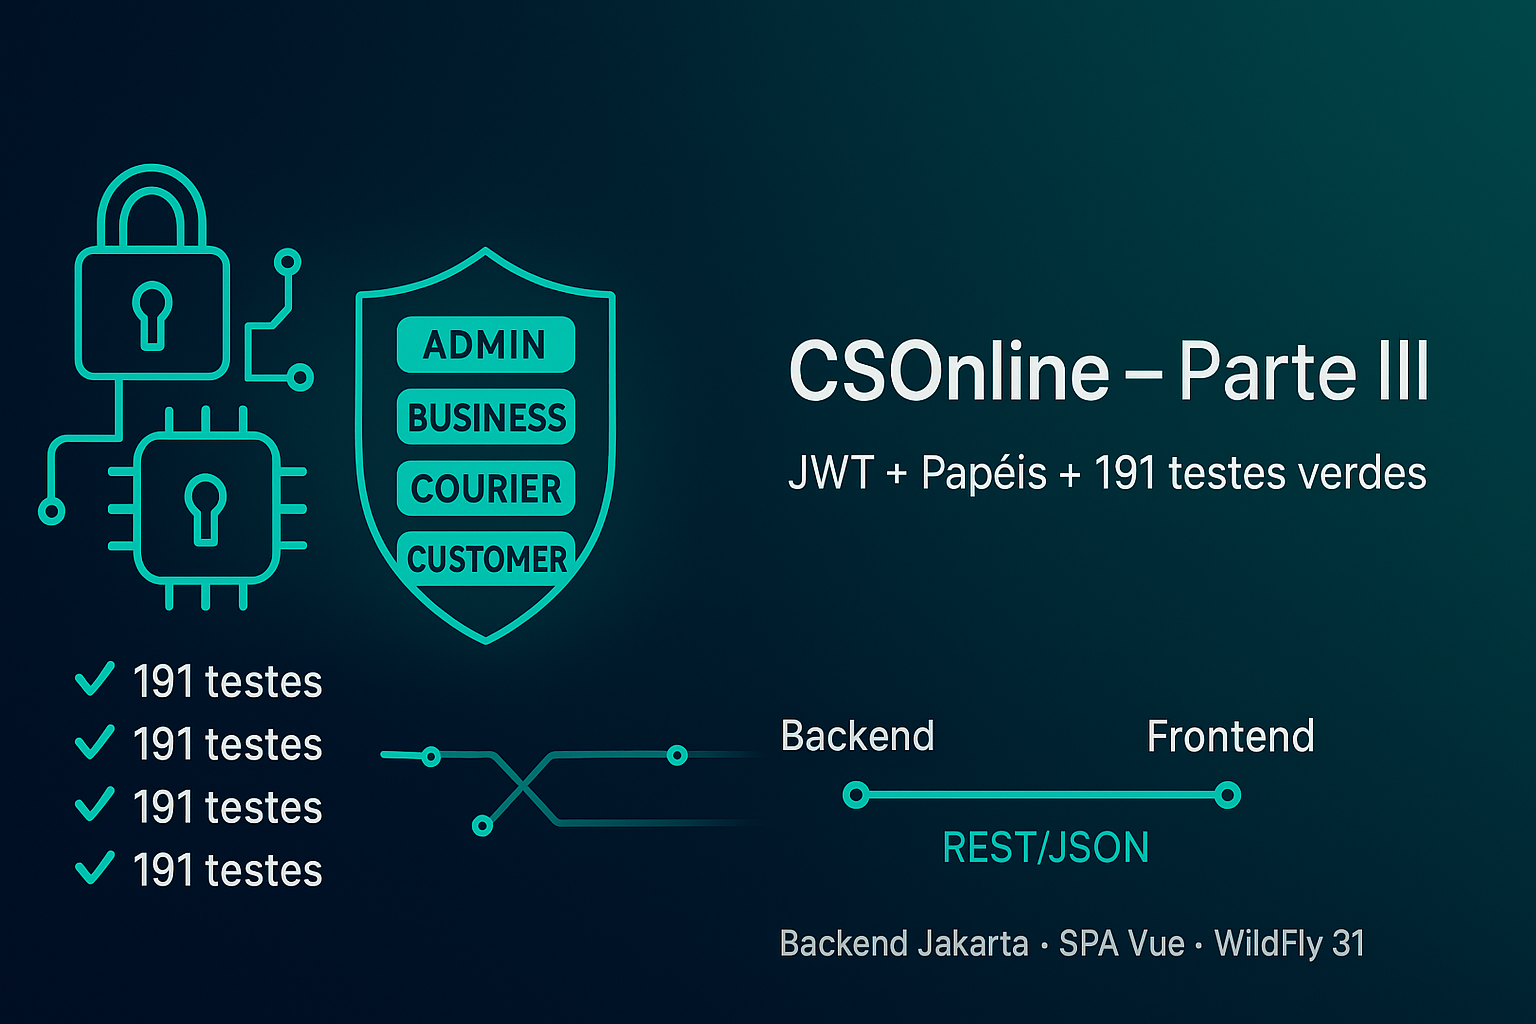 ADMIN
BUSINESS
COURIER
CUSTOMER
191 testes
191 testes
191 testes
191 testes
CSOnline – Parte III
JWT + Papéis + 191 testes verdes
Backend
Frontend
REST/JSON
Backend Jakarta · SPA Vue · WildFly 31